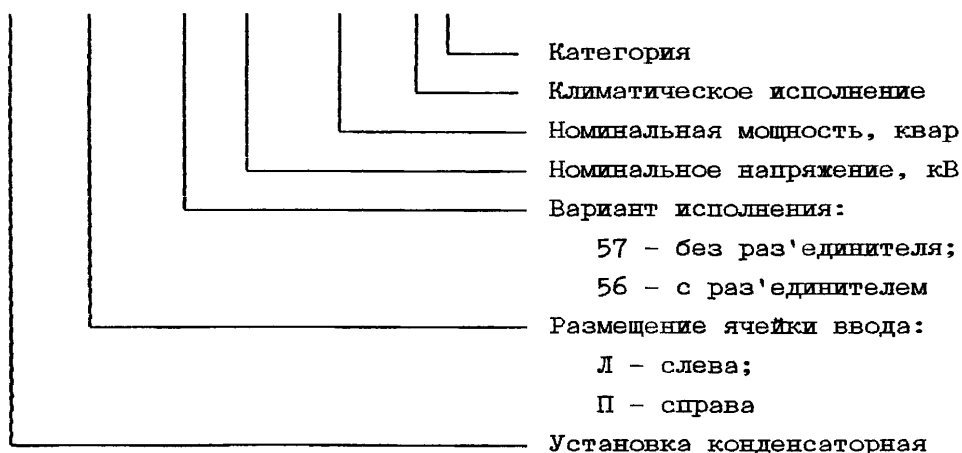 Категория
Климатическое исполнение
Номинальная мощность, квар
Номинальное напряжение, кВ
Вариант исполнения:
57 - без раз'единителя;
56 - с раз'единителем
Размещение ячейки ввода:
Л - слева;
П - справа
Установка конденсаторная